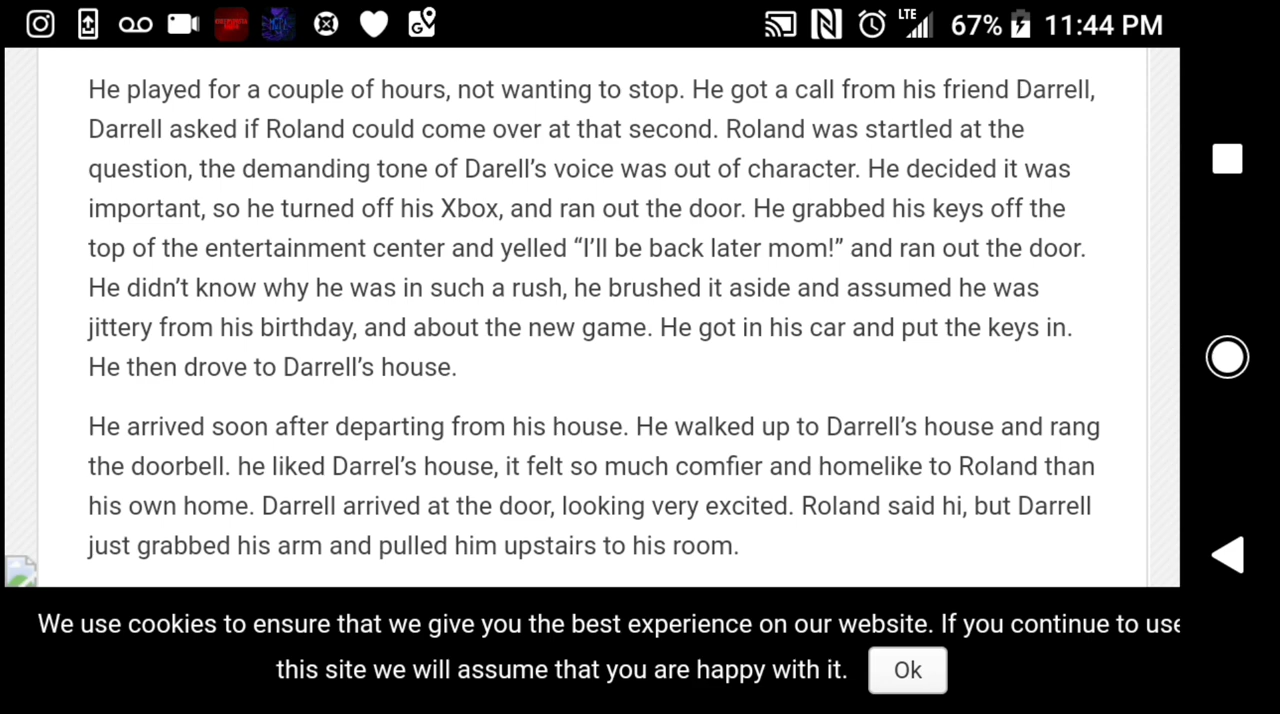 LTE 67% 11:44 PM
He played for a couple of hours, not wanting to stop. He got a call from his friend Darrell,
Darrell asked if Roland could come over at that second. Roland was startled at the
question, the demanding tone of Darell’s voice was out of character. He decided it was
important, so he turned off his Xbox, and ran out the door. He grabbed his keys off the
top of the entertainment center and yelled “I’ll be back later mom!” and ran out the door.
He didn’t know why he was in such a rush, he brushed it aside and assumed he was
jittery from his birthday, and about the new game. He got in his car and put the keys in.
He then drove to Darrell’s house.
He arrived soon after departing from his house. He walked up to Darrell’s house and rang
the doorbell. he liked Darrel’s house, it felt so much comfier and homelike to Roland than
his own home. Darrell arrived at the door, looking very excited. Roland said hi, but Darrell
just grabbed his arm and pulled him upstairs to his room.
We use cookies to ensure that we give you the best experience on our website. If you continue to use
this site we will assume that you are happy with it. Ok